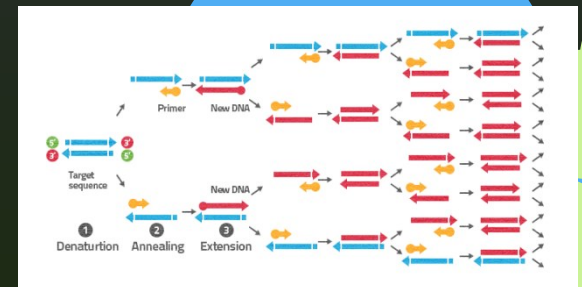 Primer
New DNA
5'
3'
3'
5'
Target
sequence
New DNA
1
2
3
Denaturtion
Annealing
Extension